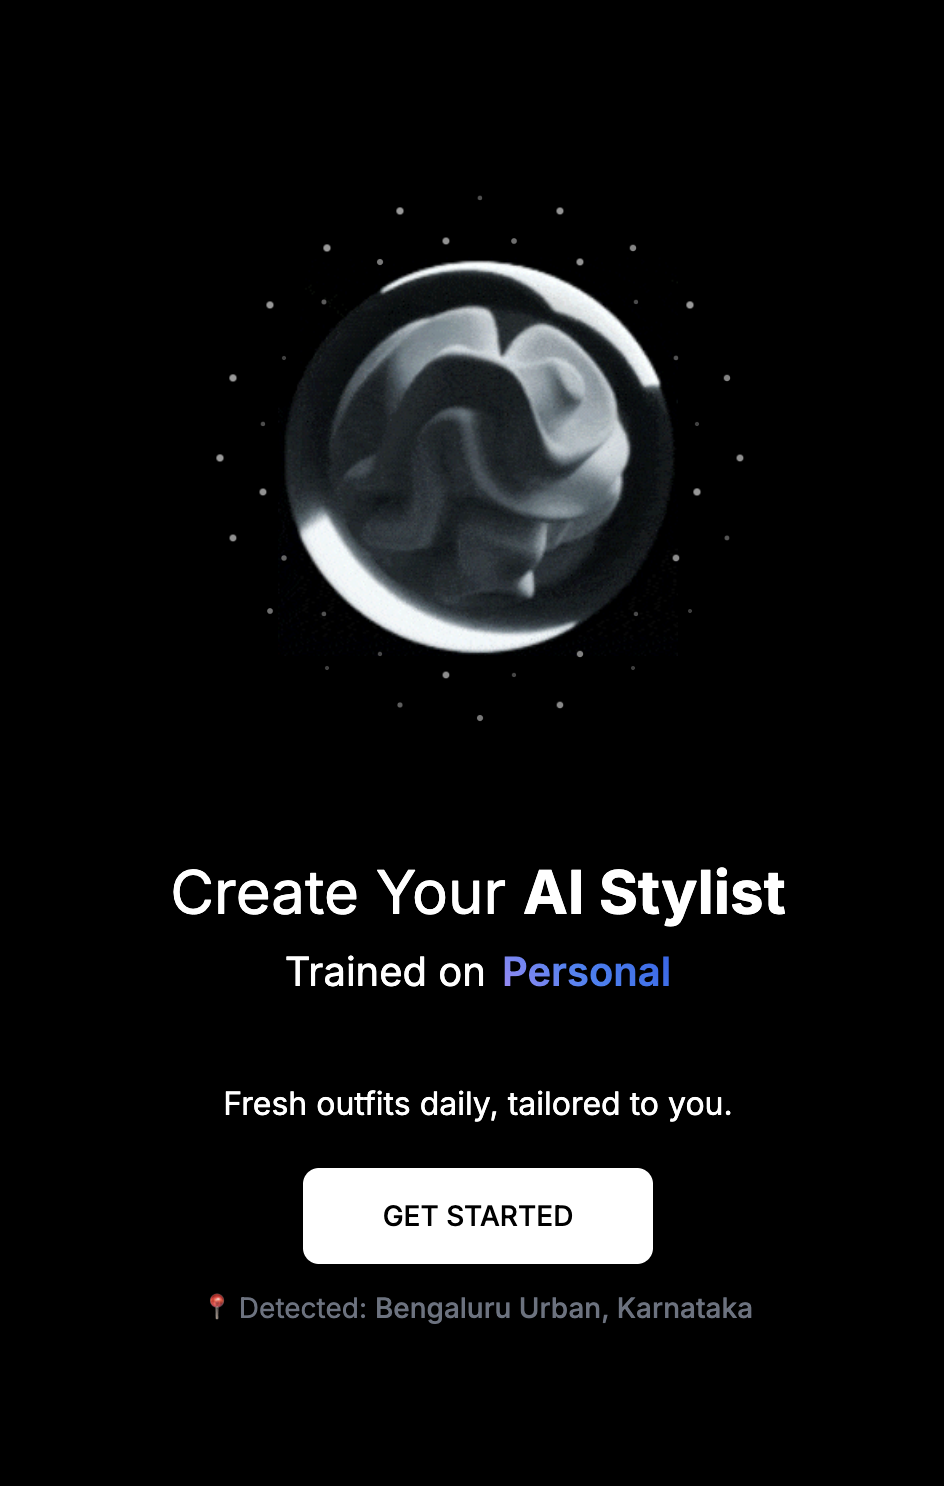 Create Your AI Stylist
Trained on Personal
Fresh outfits daily, tailored to you.
GET STARTED
📍 Detected: Bengaluru Urban, Karnataka